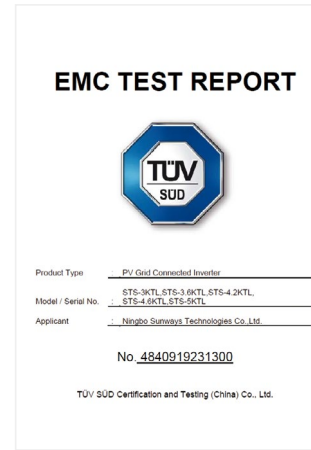 EMC TEST REPORT
TÜV
SÜD
Product Type : PV Grid Connected Inverter
Model / Serial No. : STS-3KTL,STS-3.6KTL,STS-4.2KTL,
STS-4.6KTL,STS-5KTL
Applicant : Ningbo Sunways Technologies Co.,Ltd.
No. 4840919231300
TÜV SÜD Certification and Testing (China) Co., Ltd.